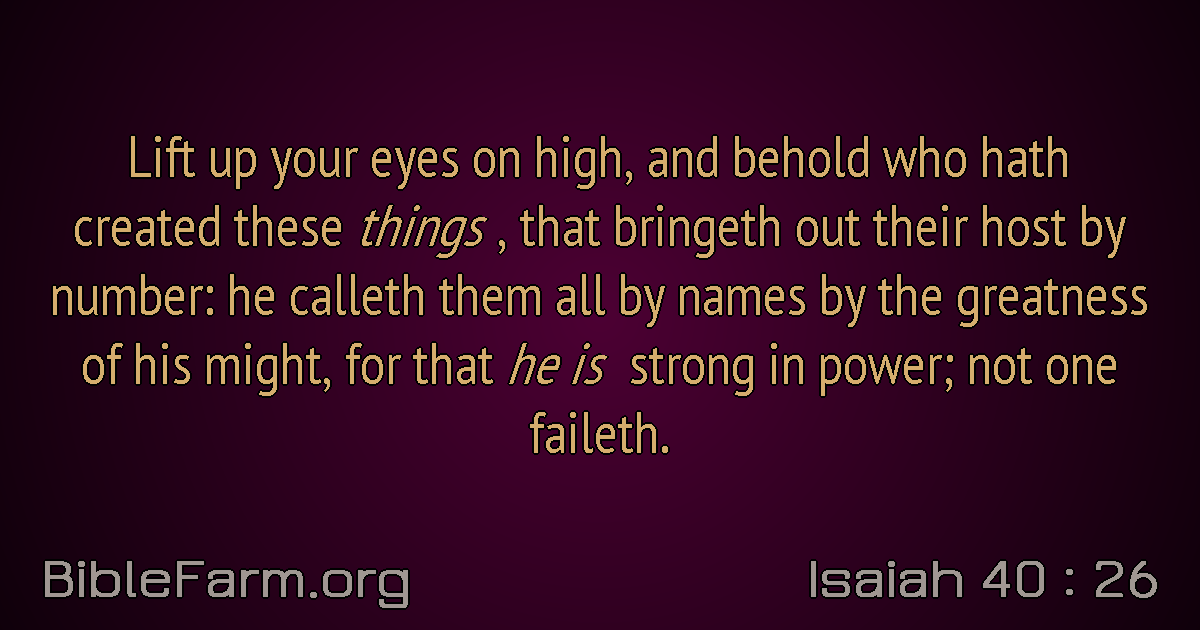 Lift up your eyes on high, and behold who hath
created these things , that bringeth out their host by
number: he calleth them all by names by the greatness
of his might, for that he is strong in power; not one
faileth.
BibleFarm.org
Isaiah 40 : 26